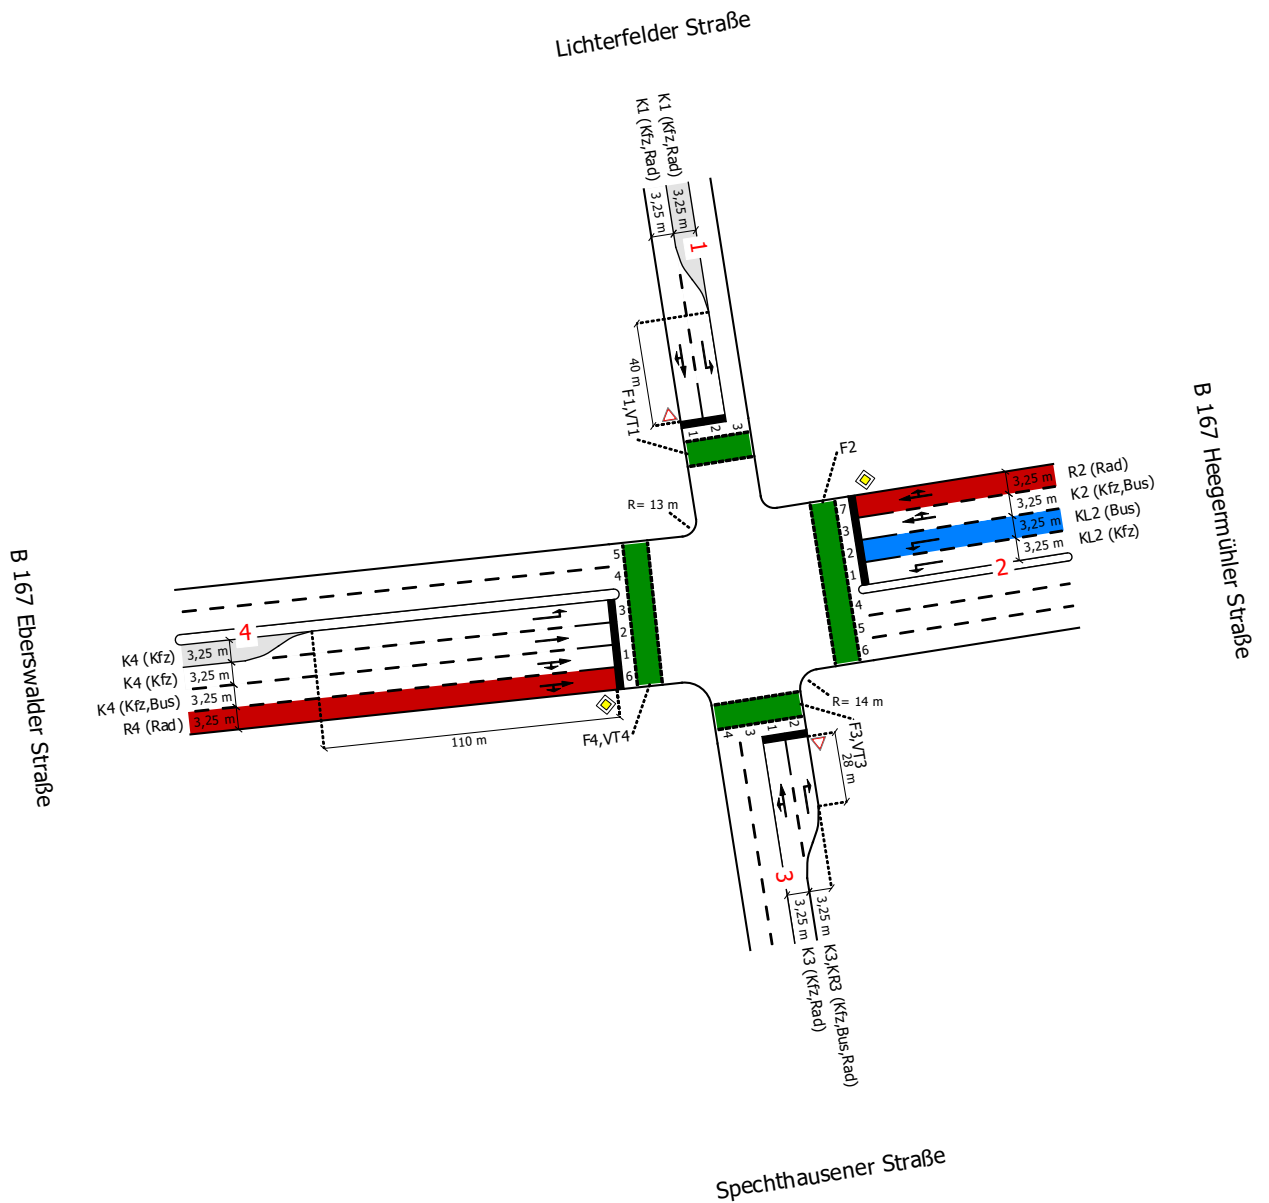 Lichterfelder Straße
K1 (Kfz,Rad)
K1 (Kfz,Rad)
3,25 m
3,25 m
1
40 m
F1,VT1
1
2
3
R= 13 m
F2
B 167 Heegermühler Straße
R2 (Rad)
K2 (Kfz,Bus)
KL2 (Bus)
KL2 (Kfz)
3,25 m
3,25 m
3,25 m
3,25 m
2
7
3
2
1
4
5
6
B 167 Eberswalder Straße
4
K4 (Kfz)
K4 (Kfz)
K4 (Kfz,Bus)
R4 (Rad)
3,25 m
3,25 m
3,25 m
3,25 m
5
4
3
2
1
6
110 m
F4,VT4
R= 14 m
F3,VT3
28 m
4
3
1
2
3
3,25 m
3,25 m
K3 (Kfz,Rad)
K3,KR3 (Kfz,Bus,Rad)
Spechthausener Straße